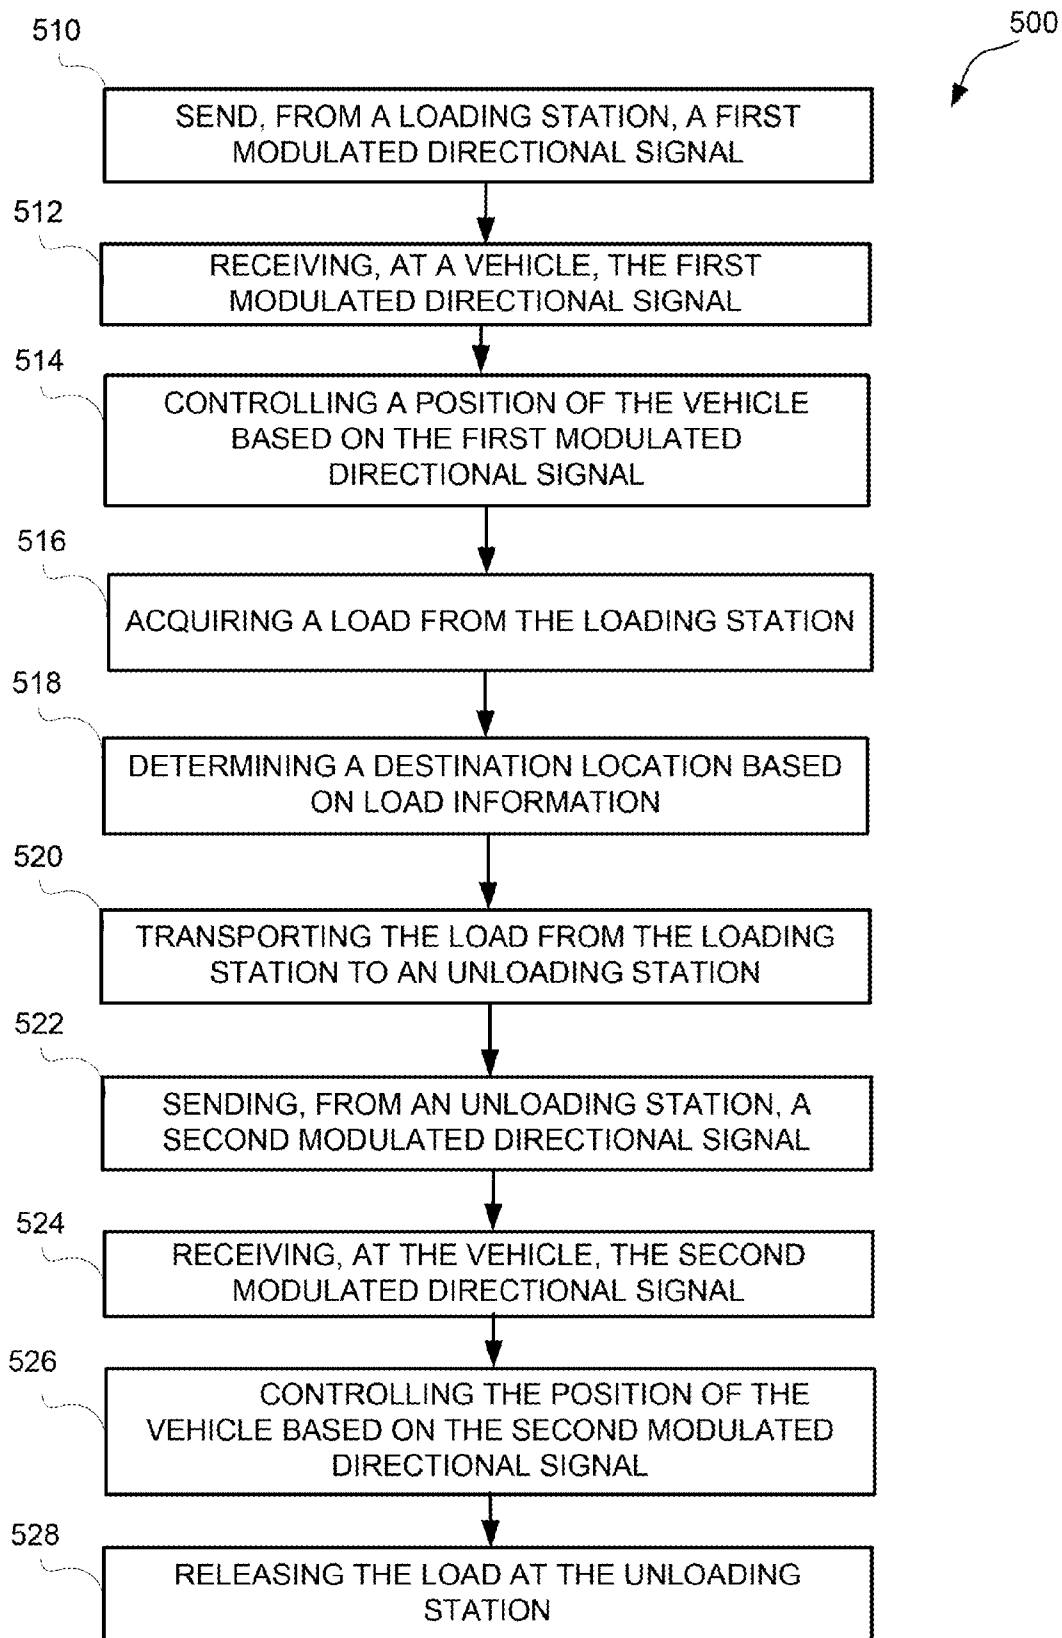 500
510
SEND, FROM A LOADING STATION, A FIRST
MODULATED DIRECTIONAL SIGNAL
512
RECEIVING, AT A VEHICLE, THE FIRST
MODULATED DIRECTIONAL SIGNAL
514
CONTROLLING A POSITION OF THE VEHICLE
BASED ON THE FIRST MODULATED
DIRECTIONAL SIGNAL
516
ACQUIRING A LOAD FROM THE LOADING STATION
518
DETERMINING A DESTINATION LOCATION BASED
ON LOAD INFORMATION
520
TRANSPORTING THE LOAD FROM THE LOADING
STATION TO AN UNLOADING STATION
522
SENDING, FROM AN UNLOADING STATION, A
SECOND MODULATED DIRECTIONAL SIGNAL
524
RECEIVING, AT THE VEHICLE, THE SECOND
MODULATED DIRECTIONAL SIGNAL
526
CONTROLLING THE POSITION OF THE
VEHICLE BASED ON THE SECOND MODULATED
DIRECTIONAL SIGNAL
528
RELEASING THE LOAD AT THE UNLOADING
STATION